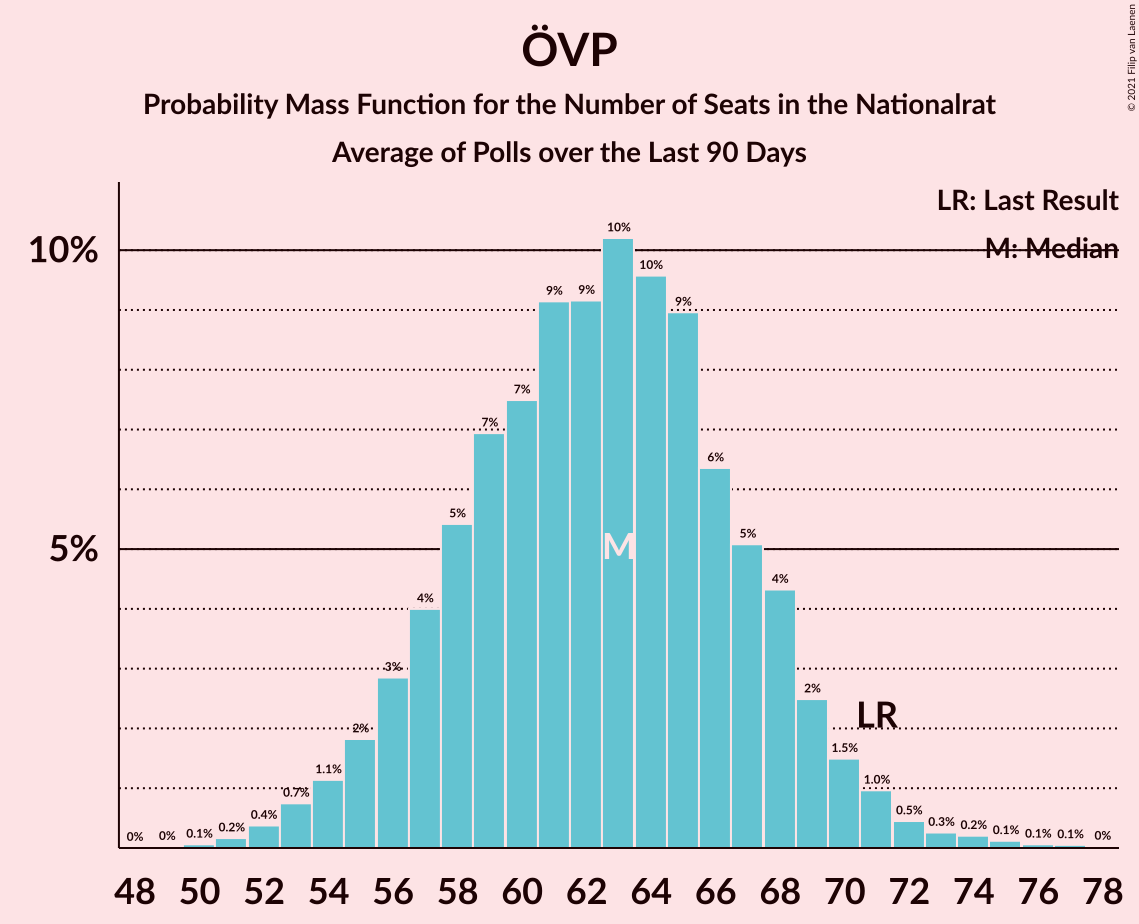 © 2021 Filip van Laenen
ÖVP
Probability Mass Function for the Number of Seats in the Nationalrat
Average of Polls over the Last 90 Days
LR: Last Result
M: Median
10%
5%
0% 0% 0.1% 0.2% 0.4% 0.7% 1.1% 2% 3% 4% 5% 7% 7% 9% 9% 10% 10% 9% 6% 5% 4% 2% 1.5% 1.0% 0.5% 0.3% 0.2% 0.1% 0.1% 0.1% 0%
M
LR
48 50 52 54 56 58 60 62 64 66 68 70 72 74 76 78